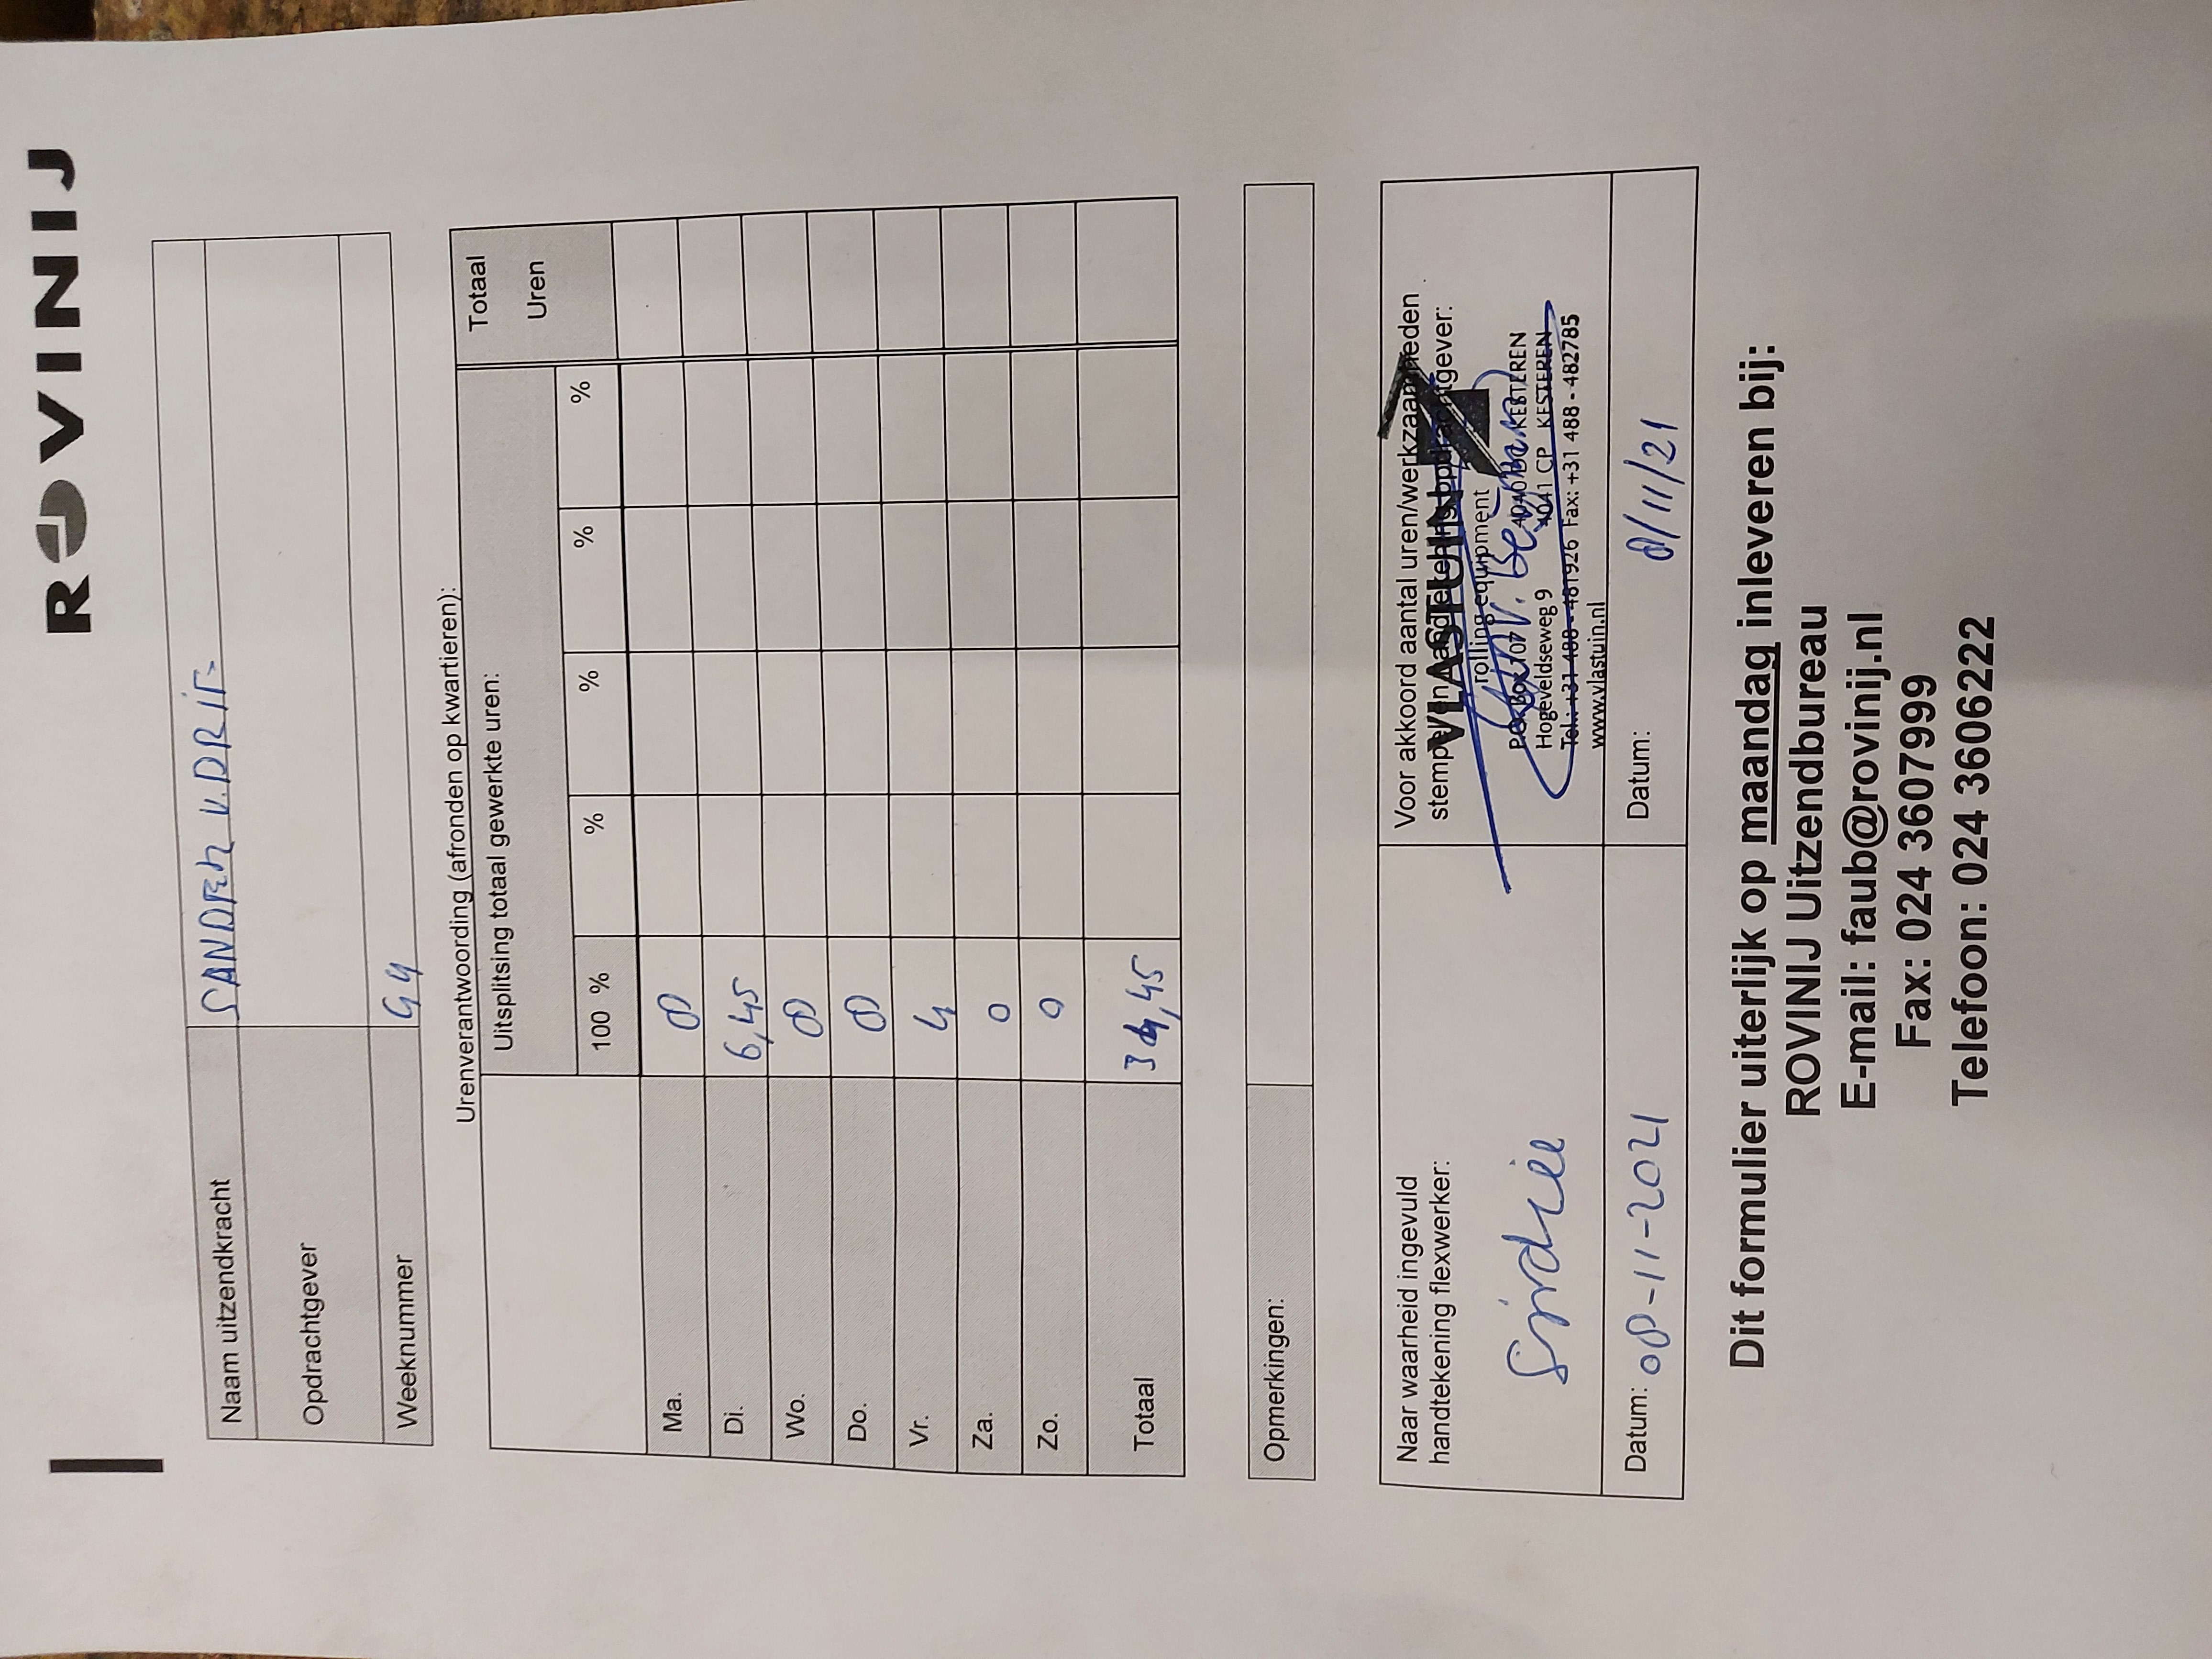 ROVINIJ
Naam uitzendkracht SANDER V.DRIE
Opdrachtgever
Weeknummer 44
Urenverantwoording (afronden op kwartieren):
Uitsplitsing totaal gewerkte uren: Totaal Uren
100 % % % % %
Ma. 8
Di. 6,45
Wo. 8
Do. 8
Vr. 4
Za. 0
Zo. 0
Totaal 34,45
Opmerkingen:
Naar waarheid ingevuld
handtekening flexwerker:
Voor akkoord aantal uren/werkzaamheden
stempel en handtekening opdrachtgever:
VLASTUIN
rolling equipment
P.O. Box 107 4040 DC KESTEREN
Hogeveldseweg 9 4041 CP KESTEREN
Tel.: +31 488 - 481926 Fax: +31 488 - 482785
www.vlastuin.nl
Datum: 08-11-2021
Datum: 8/11/21
Dit formulier uiterlijk op maandag inleveren bij:
ROVINIJ Uitzendbureau
E-mail: faub@rovinij.nl
Fax: 024 3607999
Telefoon: 024 3606222